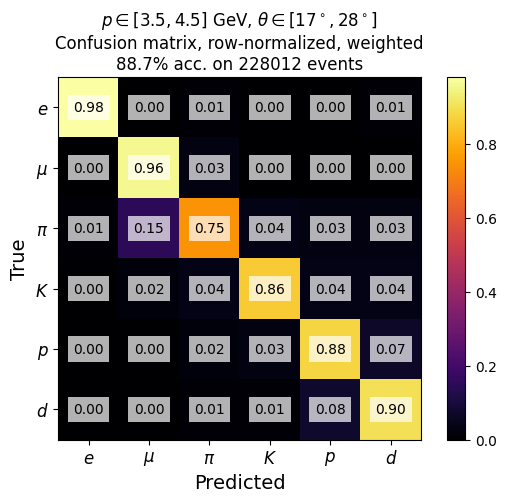 p ∈ [3.5, 4.5] GeV, θ ∈ [17°, 28°]
Confusion matrix, row-normalized, weighted
88.7% acc. on 228012 events
e 0.98 0.00 0.01 0.00 0.00 0.01
μ 0.00 0.96 0.03 0.00 0.00 0.00
π 0.01 0.15 0.75 0.04 0.03 0.03
K 0.00 0.02 0.04 0.86 0.04 0.04
p 0.00 0.00 0.02 0.03 0.88 0.07
d 0.00 0.00 0.01 0.01 0.08 0.90
e μ π K p d
Predicted
True
0.8
0.6
0.4
0.2
0.0